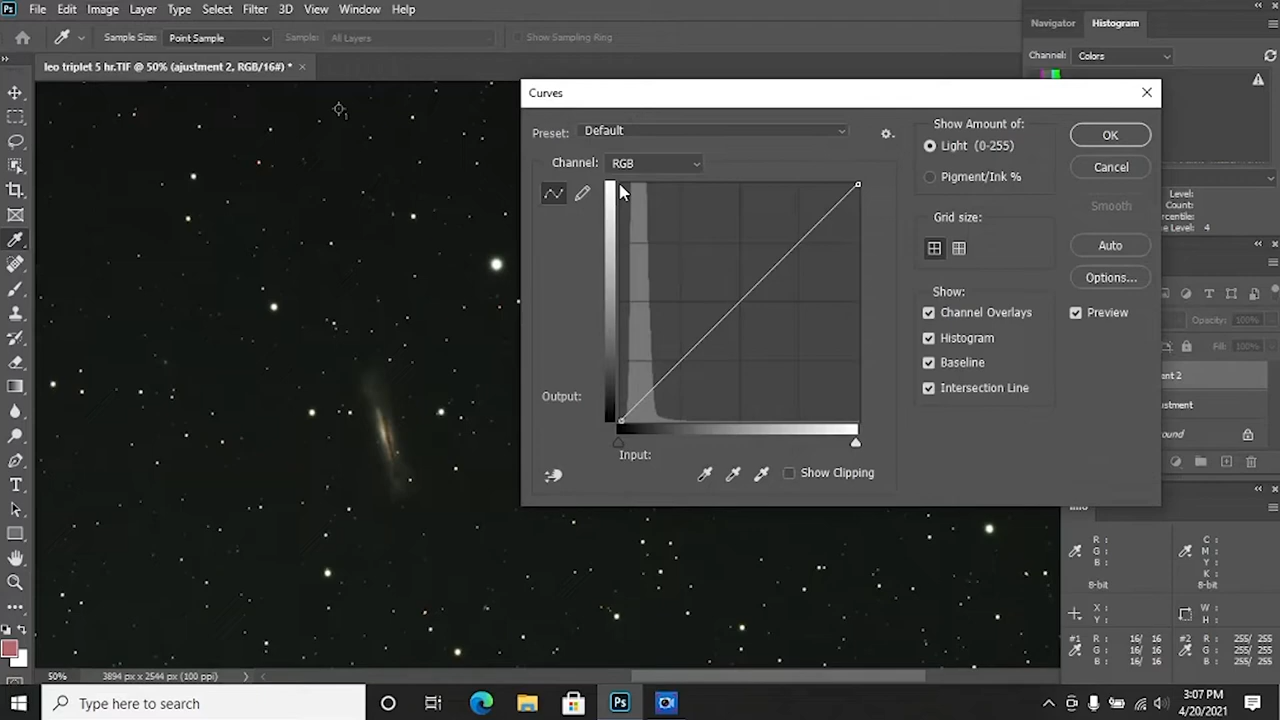 Ps File Edit Image Layer Type Select Filter 3D View Window Help
Sample Size: Point Sample Sample: All Layers Show Sampling Ring
Navigator Histogram
Channel: Colors
leo triplet 5 hr.TIF @ 50% (ajustment 2, RGB/16#) *
Curves
Preset: Default
Channel: RGB
Output:
Input:
Show Clipping
Show Amount of:
Light (0-255)
Pigment/Ink %
Grid size:
Show:
Channel Overlays
Histogram
Baseline
Intersection Line
OK
Cancel
Smooth
Auto
Options...
Preview
Level:
Count:
Level: 4
Opacity: 100%
Fill: 100%
2
R: C:
G: M:
B: Y:
K:
8-bit 8-bit
X: W:
Y: H:
#1 R: 16/ 16 #2 R: 255/ 255
G: 16/ 16 G: 255/ 255
B: 16/ 16 B: 255/ 255
50% 3894 px x 2544 px (100 ppi)
Type here to search
Ps
3:07 PM
4/20/2021